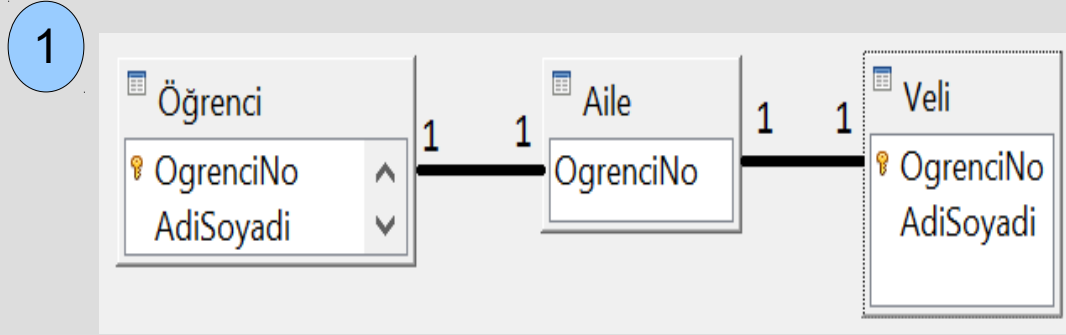 1
Öğrenci
OgrenciNo
AdiSoyadi
1 1
Aile
OgrenciNo
1 1
Veli
OgrenciNo
AdiSoyadi